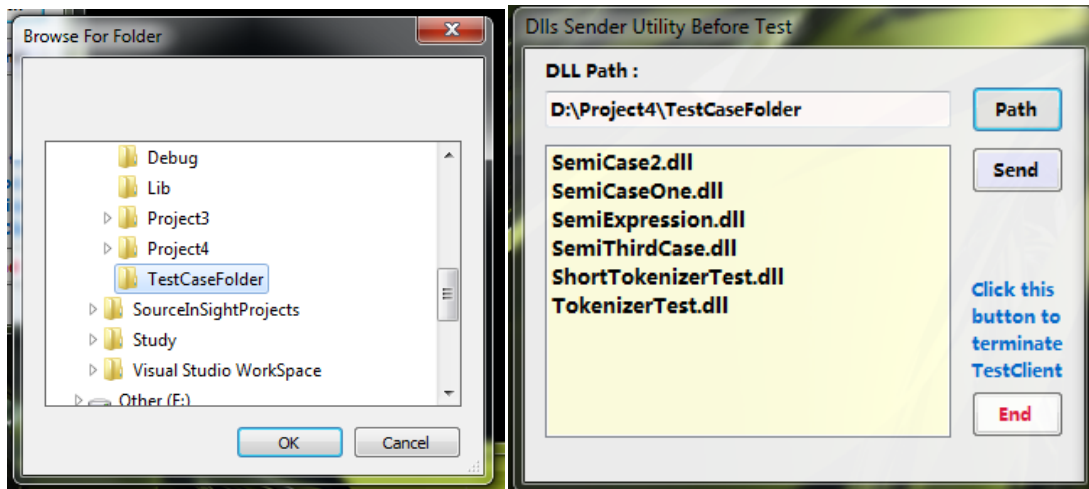 Browse For Folder
Debug
Lib
Project3
Project4
TestCaseFolder
SourceInSightProjects
Study
Visual Studio WorkSpace
Other (F:)
OK
Cancel
Dlls Sender Utility Before Test
DLL Path :
D:\Project4\TestCaseFolder
Path
SemiCase2.dll
SemiCaseOne.dll
SemiExpression.dll
SemiThirdCase.dll
ShortTokenizerTest.dll
TokenizerTest.dll
Send
Click this
button to
terminate
TestClient
End